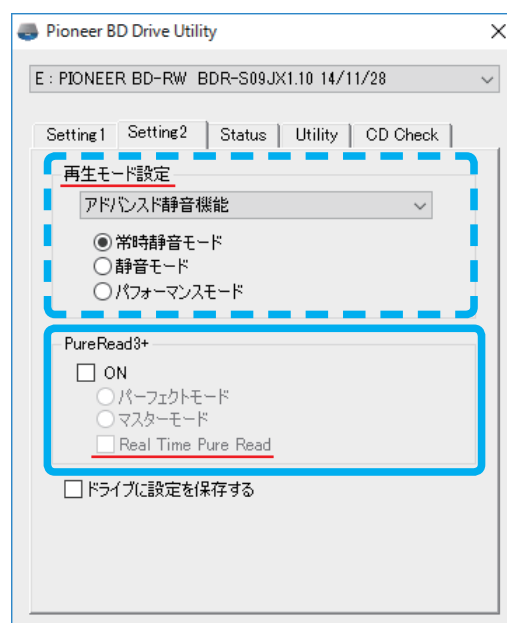 Pioneer BD Drive Utility
E : PIONEER BD-RW BDR-S09JX1.10 14/11/28
Setting1 Setting2 Status Utility CD Check
再生モード設定
アドバンスド静音機能
常時静音モード
静音モード
パフォーマンスモード
PureRead3+
ON
パーフェクトモード
マスターモード
Real Time Pure Read
ドライブに設定を保存する